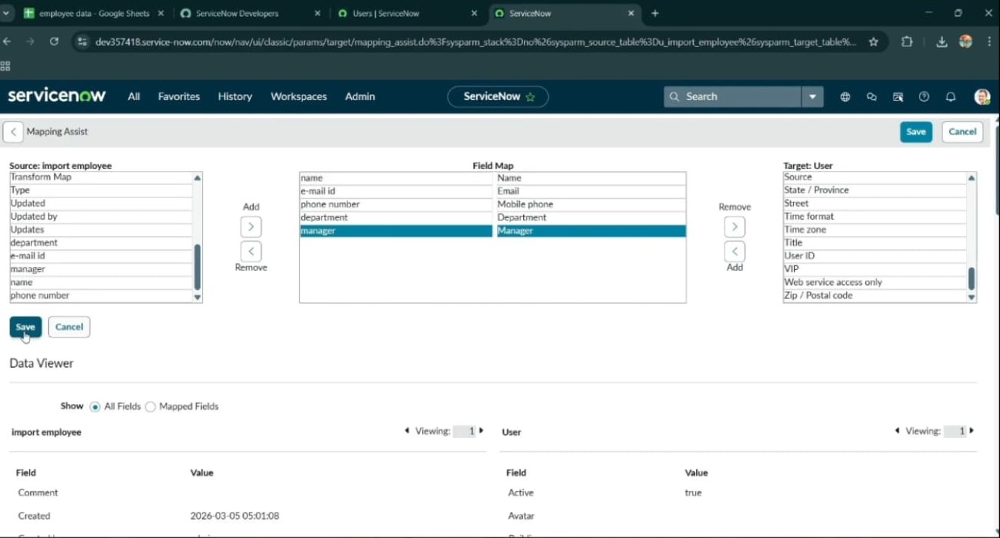 employee data - Google Sheets
ServiceNow Developers
Users | ServiceNow
ServiceNow
dev357418.service-now.com/now/nav/ui/classic/params/target/mapping_assist.do%3Fsysparm_stack%3Dno%26sysparm_source_table%3Du_import_employee%26sysparm_target_table%...
servicenow All Favorites History Workspaces Admin ServiceNow Search
Mapping Assist Save Cancel
Source: import employee
Transform Map
Type
Updated
Updated by
Updates
department
e-mail id
manager
name
phone number
Add
Remove
Field Map
name Name
e-mail id Email
phone number Mobile phone
department Department
manager Manager
Remove
Add
Target: User
Source
State / Province
Street
Time format
Time zone
Title
User ID
VIP
Web service access only
Zip / Postal code
Save Cancel
Data Viewer
Show All Fields Mapped Fields
import employee Viewing: 1
User Viewing: 1
Field Value Field Value
Comment Active true
Created 2026-03-05 05:01:08 Avatar